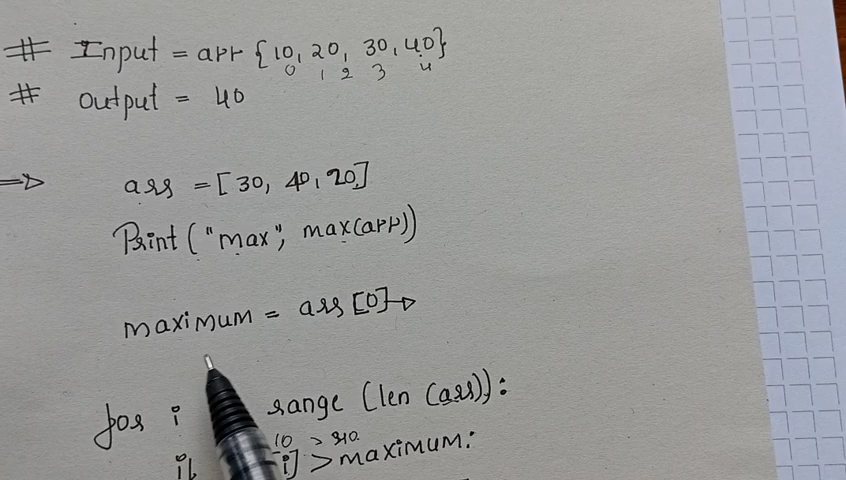 # Input = arr {10, 20, 30, 40}
0 1 2 3 4
# Output = 40
⇒ arr = [30, 40, 20]
Print ("max", max(arr))
maximum = arr [0]→
for i range (len (arr)):
10 > 30
i] > maximum: